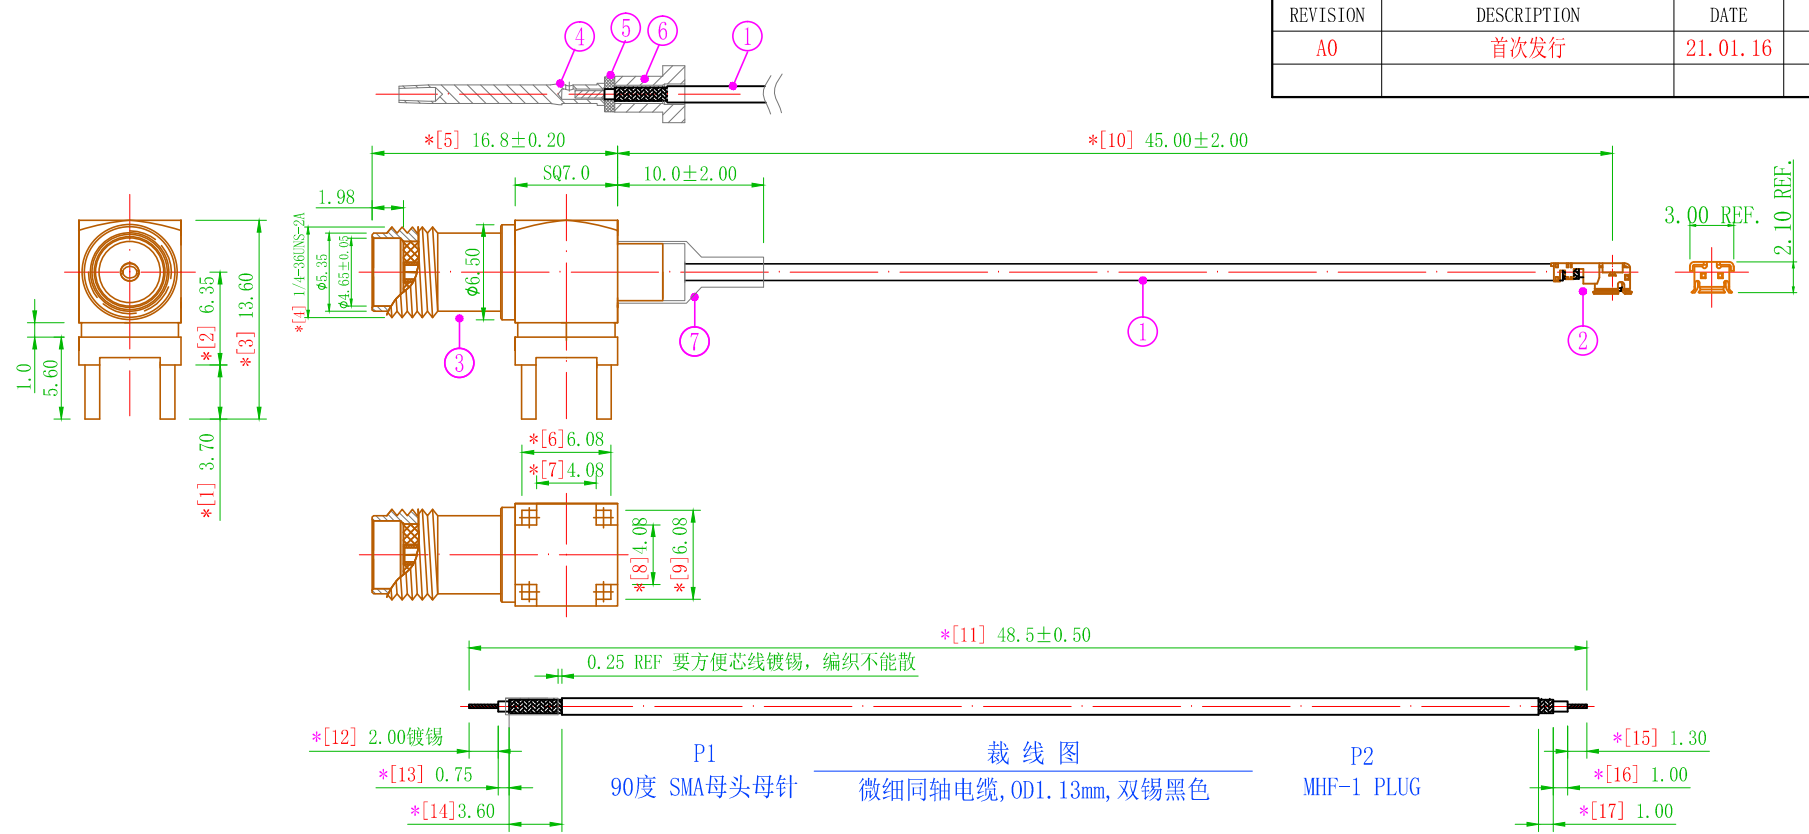 REVISION DESCRIPTION DATE
A0 首次发行 21.01.16
4 5 6 1
*[5] 16.8±0.20
*[10] 45.00±2.00
SQ7.0
10.0±2.00
1.98
3.00 REF.
2.10 REF.
*[4] 1/4-36UNS-2A
φ5.35
φ4.65±0.05
φ6.50
*[2] 6.35
*[3] 13.60
1.0
5.60
*[1] 3.70
3
7
1
2
*[6]6.08
*[7]4.08
*[8]4.08
*[9]6.08
*[11] 48.5±0.50
0.25 REF 要方便芯线镀锡，编织不能散
*[12] 2.00镀锡
*[13] 0.75
*[14]3.60
P1
90度 SMA母头母针
裁线图
微细同轴电缆,OD1.13mm,双锡黑色
P2
MHF-1 PLUG
*[15] 1.30
*[16] 1.00
*[17] 1.00